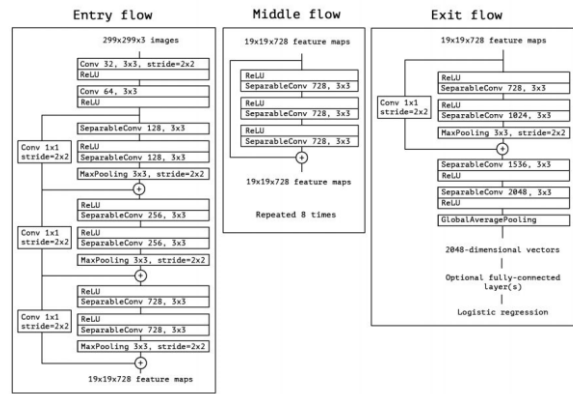 Entry flow
299x299x3 images
Conv 32, 3x3, stride=2x2
ReLU
Conv 64, 3x3
ReLU
SeparableConv 128, 3x3
Conv 1x1
stride=2x2
ReLU
SeparableConv 128, 3x3
MaxPooling 3x3, stride=2x2
+
ReLU
SeparableConv 256, 3x3
Conv 1x1
stride=2x2
ReLU
SeparableConv 256, 3x3
MaxPooling 3x3, stride=2x2
+
ReLU
SeparableConv 728, 3x3
Conv 1x1
stride=2x2
ReLU
SeparableConv 728, 3x3
MaxPooling 3x3, stride=2x2
+
19x19x728 feature maps
Middle flow
19x19x728 feature maps
ReLU
SeparableConv 728, 3x3
ReLU
SeparableConv 728, 3x3
ReLU
SeparableConv 728, 3x3
+
19x19x728 feature maps
Repeated 8 times
Exit flow
19x19x728 feature maps
ReLU
SeparableConv 728, 3x3
Conv 1x1
stride=2x2
ReLU
SeparableConv 1024, 3x3
MaxPooling 3x3, stride=2x2
+
SeparableConv 1536, 3x3
ReLU
SeparableConv 2048, 3x3
ReLU
GlobalAveragePooling
2048-dimensional vectors
Optional fully-connected
layer(s)
Logistic regression